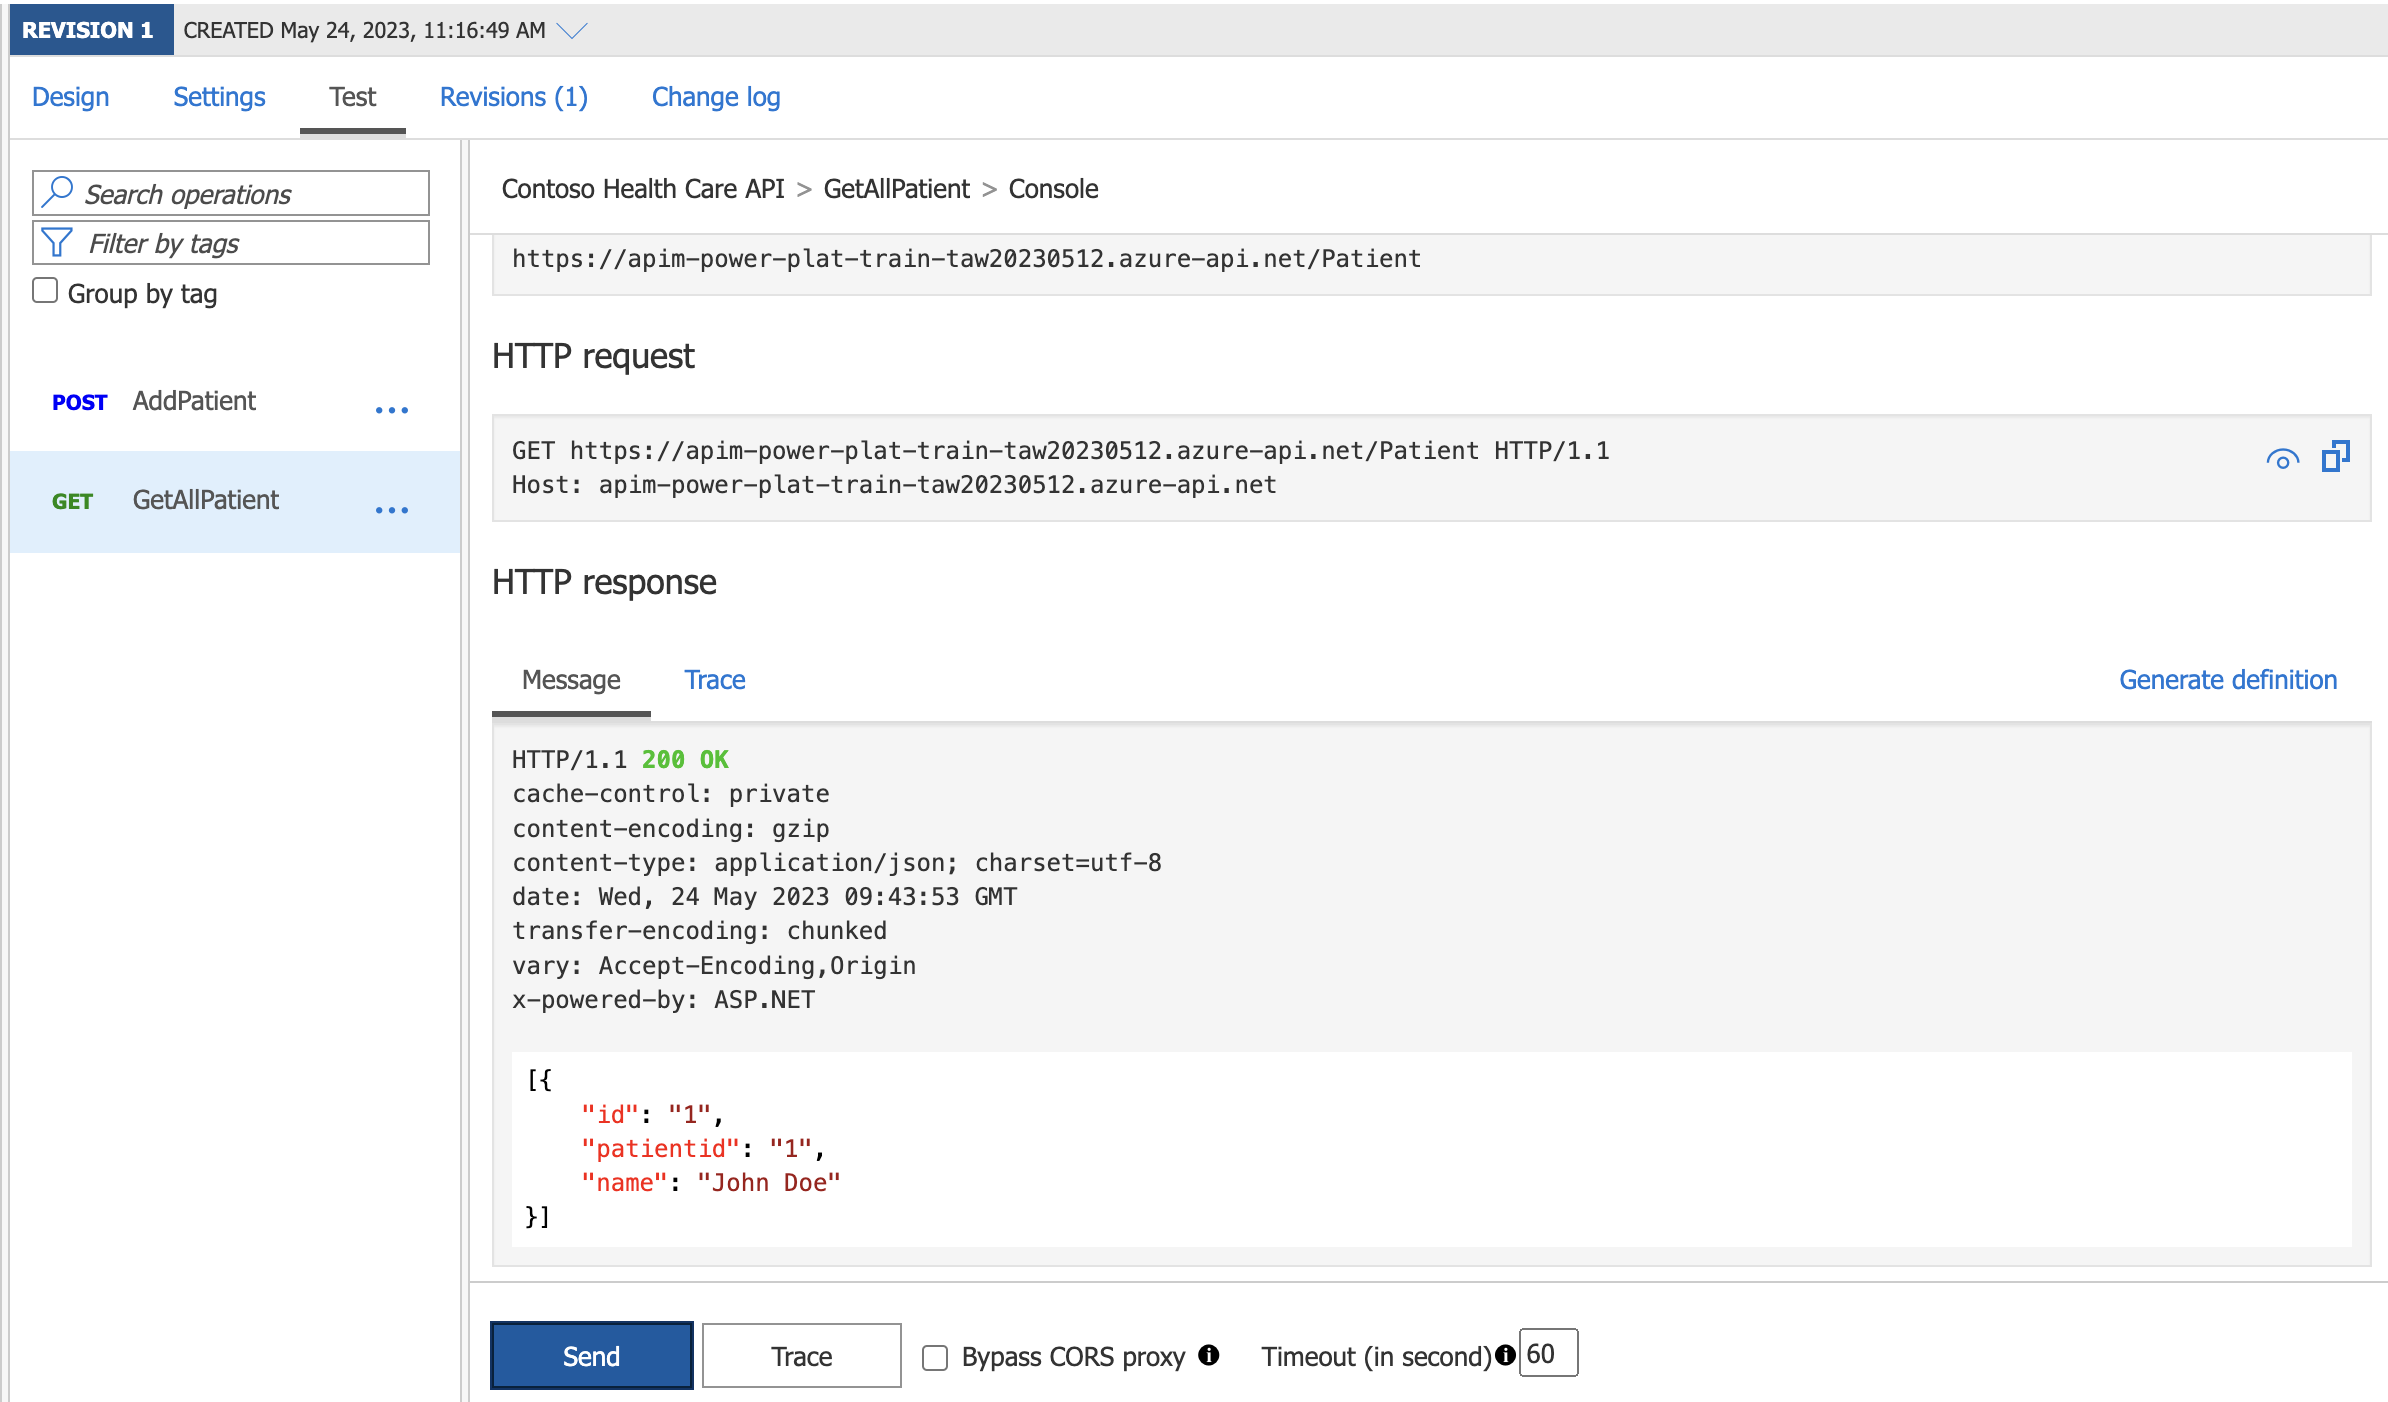 REVISION 1 CREATED May 24, 2023, 11:16:49 AM
Design Settings Test Revisions (1) Change log
Search operations
Filter by tags
Group by tag
POST AddPatient ...
GET GetAllPatient ...
Contoso Health Care API > GetAllPatient > Console
https://apim-power-plat-train-taw20230512.azure-api.net/Patient
HTTP request
GET https://apim-power-plat-train-taw20230512.azure-api.net/Patient HTTP/1.1
Host: apim-power-plat-train-taw20230512.azure-api.net
HTTP response
Message Trace Generate definition
HTTP/1.1 200 OK
cache-control: private
content-encoding: gzip
content-type: application/json; charset=utf-8
date: Wed, 24 May 2023 09:43:53 GMT
transfer-encoding: chunked
vary: Accept-Encoding,Origin
x-powered-by: ASP.NET
[{
"id": "1",
"patientid": "1",
"name": "John Doe"
}]
Send Trace Bypass CORS proxy Timeout (in second) 60